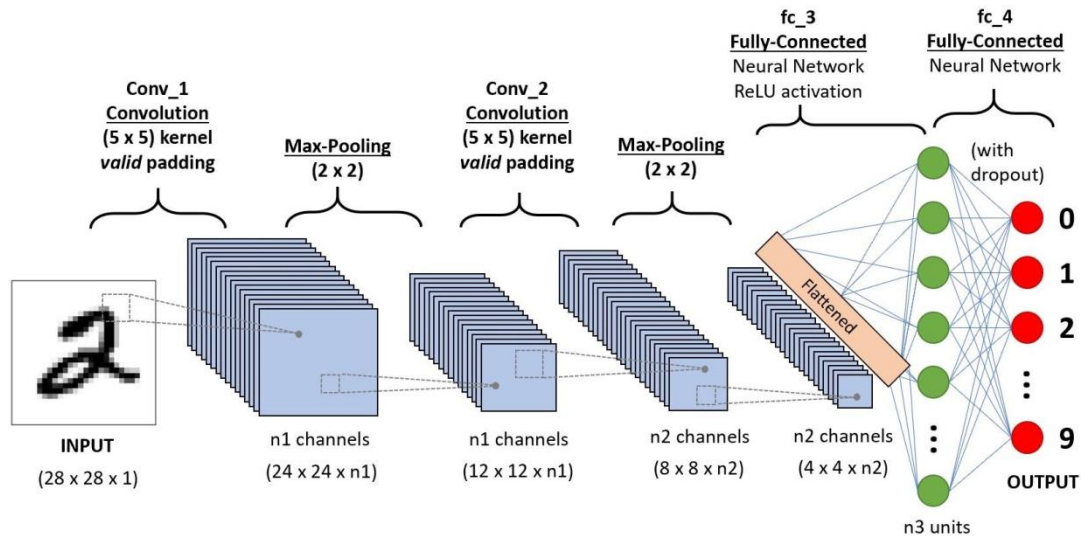 fc_3
Fully-Connected
Neural Network
ReLU activation
fc_4
Fully-Connected
Neural Network
Conv_1
Convolution
(5 x 5) kernel
valid padding
Max-Pooling
(2 x 2)
Conv_2
Convolution
(5 x 5) kernel
valid padding
Max-Pooling
(2 x 2)
(with
dropout)
0
1
2
...
9
OUTPUT
Flattened
...
n3 units
INPUT
(28 x 28 x 1)
n1 channels
(24 x 24 x n1)
n1 channels
(12 x 12 x n1)
n2 channels
(8 x 8 x n2)
n2 channels
(4 x 4 x n2)
2